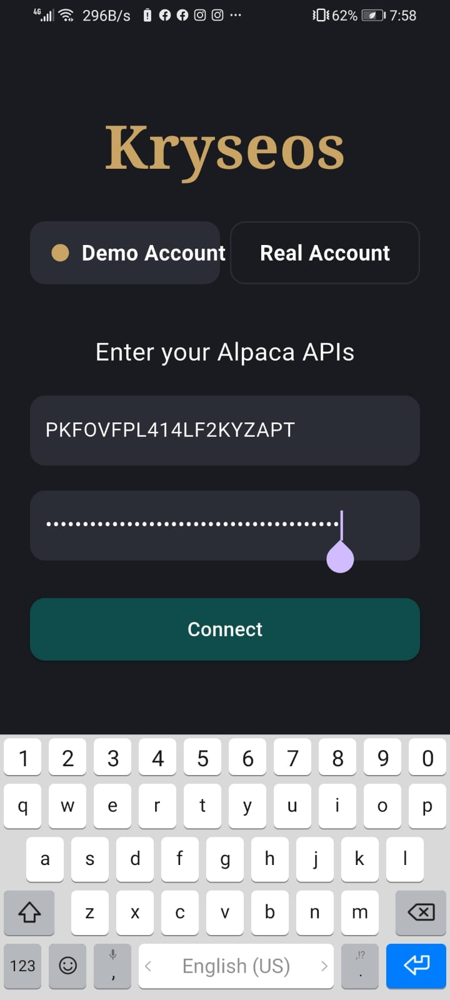 4G 296B/s ... 62% 7:58
Kryseos
Demo Account Real Account
Enter your Alpaca APIs
PKFOVFPL414LF2KYZAPT
••••••••••••••••••••••••••••••••••••••••
Connect
1 2 3 4 5 6 7 8 9 0
q w e r t y u i o p
a s d f g h j k l
z x c v b n m
123 , < English (US) > ,!? .